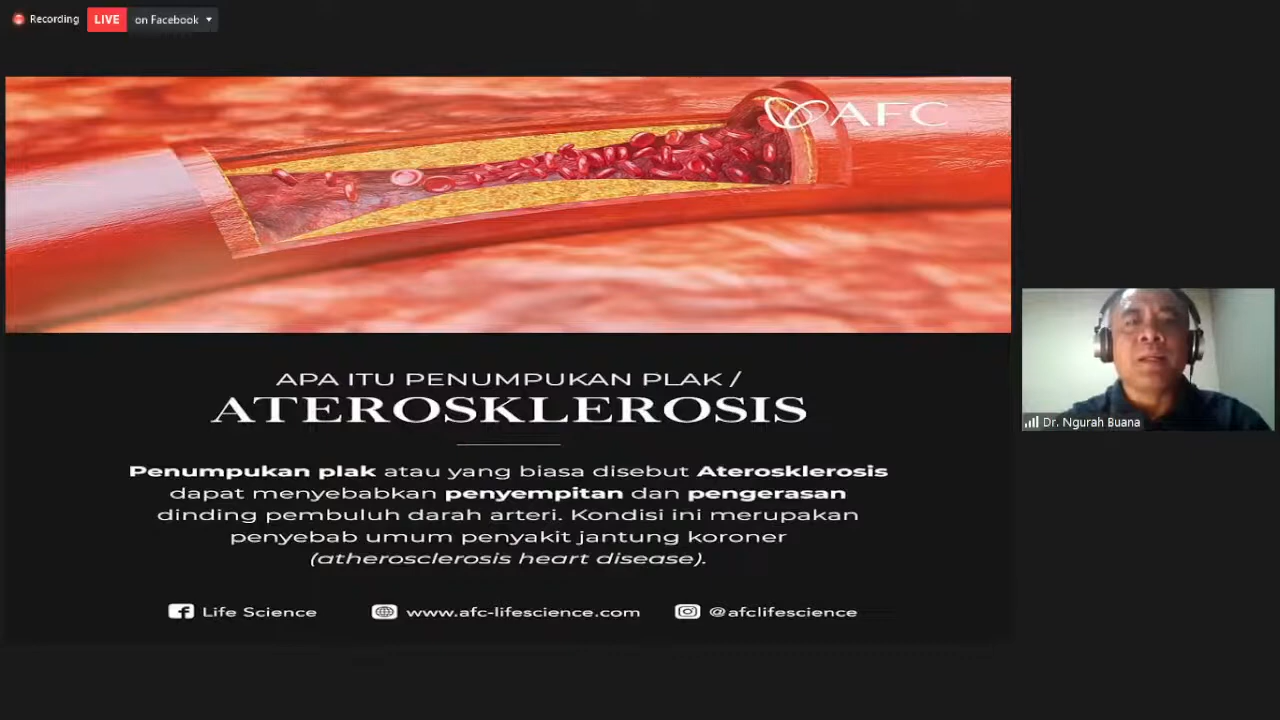 Recording
LIVE on Facebook
AFC
APA ITU PENUMPUKAN PLAK /
ATEROSKLEROSIS
Penumpukan plak atau yang biasa disebut Aterosklerosis
dapat menyebabkan penyempitan dan pengerasan
dinding pembuluh darah arteri. Kondisi ini merupakan
penyebab umum penyakit jantung koroner
(atherosclerosis heart disease).
Life Science www.afc-lifescience.com @afclifescience
Dr. Ngurah Buana